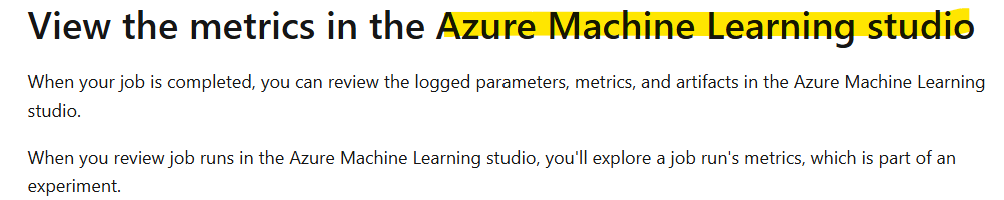 View the metrics in the Azure Machine Learning studio
When your job is completed, you can review the logged parameters, metrics, and artifacts in the Azure Machine Learning
studio.
When you review job runs in the Azure Machine Learning studio, you'll explore a job run's metrics, which is part of an
experiment.